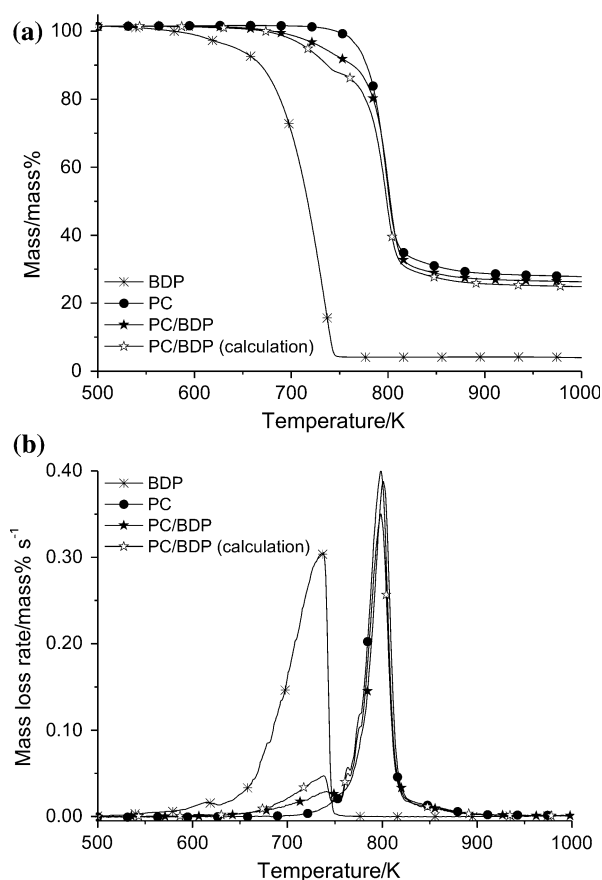 (a)
100
80
60
40
20
0
Mass/mass%
BDP
PC
PC/BDP
PC/BDP (calculation)
500 600 700 800 900 1000
Temperature/K
(b)
0.40
0.30
0.20
0.10
0.00
Mass loss rate/mass% s-1
BDP
PC
PC/BDP
PC/BDP (calculation)
500 600 700 800 900 1000
Temperature/K